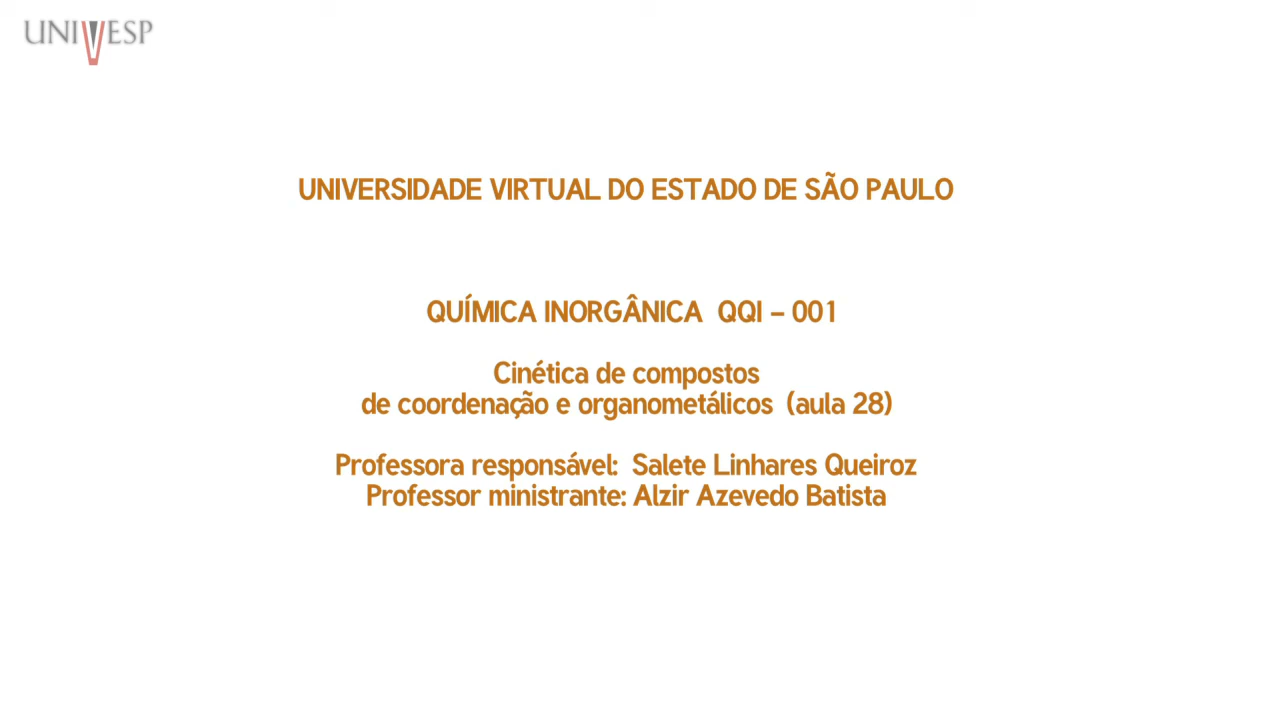 UNIVESP
UNIVERSIDADE VIRTUAL DO ESTADO DE SÃO PAULO
QUÍMICA INORGÂNICA QQI – 001
Cinética de compostos
de coordenação e organometálicos (aula 28)
Professora responsável: Salete Linhares Queiroz
Professor ministrante: Alzir Azevedo Batista